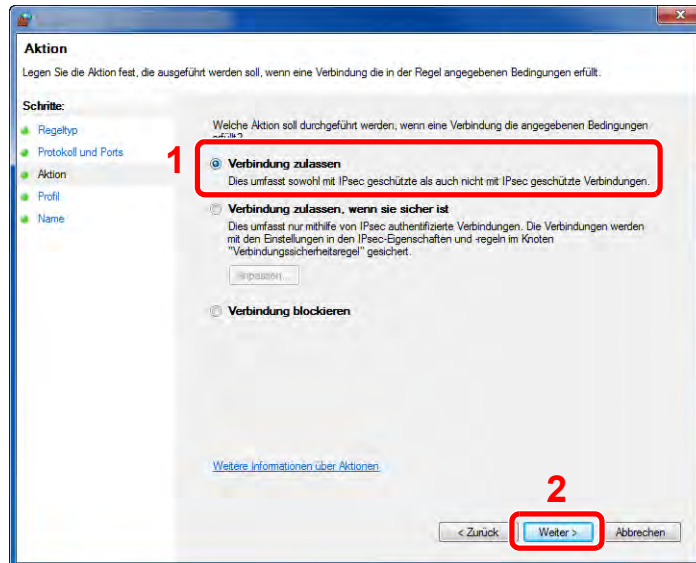 Aktion
Legen Sie die Aktion fest, die ausgeführt werden soll, wenn eine Verbindung die in der Regel angegebenen Bedingungen erfüllt.
Schritte:
Regeltyp
Protokoll und Ports
Aktion
Profil
Name
Welche Aktion soll durchgeführt werden, wenn eine Verbindung die angegebenen Bedingungen
erfüllt?
1
Verbindung zulassen
Dies umfasst sowohl mit IPsec geschützte als auch nicht mit IPsec geschützte Verbindungen.
Verbindung zulassen, wenn sie sicher ist
Dies umfasst nur mithilfe von IPsec authentifizierte Verbindungen. Die Verbindungen werden
mit den Einstellungen in den IPsec-Eigenschaften und -regeln im Knoten
"Verbindungssicherheitsregel" gesichert.
Anpassen...
Verbindung blockieren
Weitere Informationen über Aktionen
2
< Zurück
Weiter >
Abbrechen